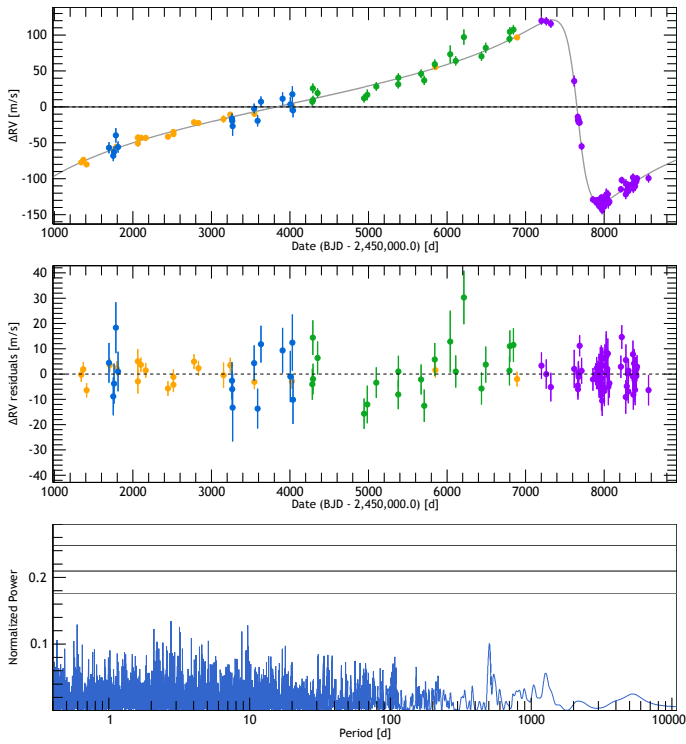 100
50
0
-50
-100
-150
ΔRV [m/s]
1000 2000 3000 4000 5000 6000 7000 8000
Date (BJD - 2,450,000.0) [d]
40
30
20
10
0
-10
-20
-30
-40
ΔRV residuals [m/s]
1000 2000 3000 4000 5000 6000 7000 8000
Date (BJD - 2,450,000.0) [d]
0.2
0.1
Normalized Power
1 10 100 1000 10000
Period [d]